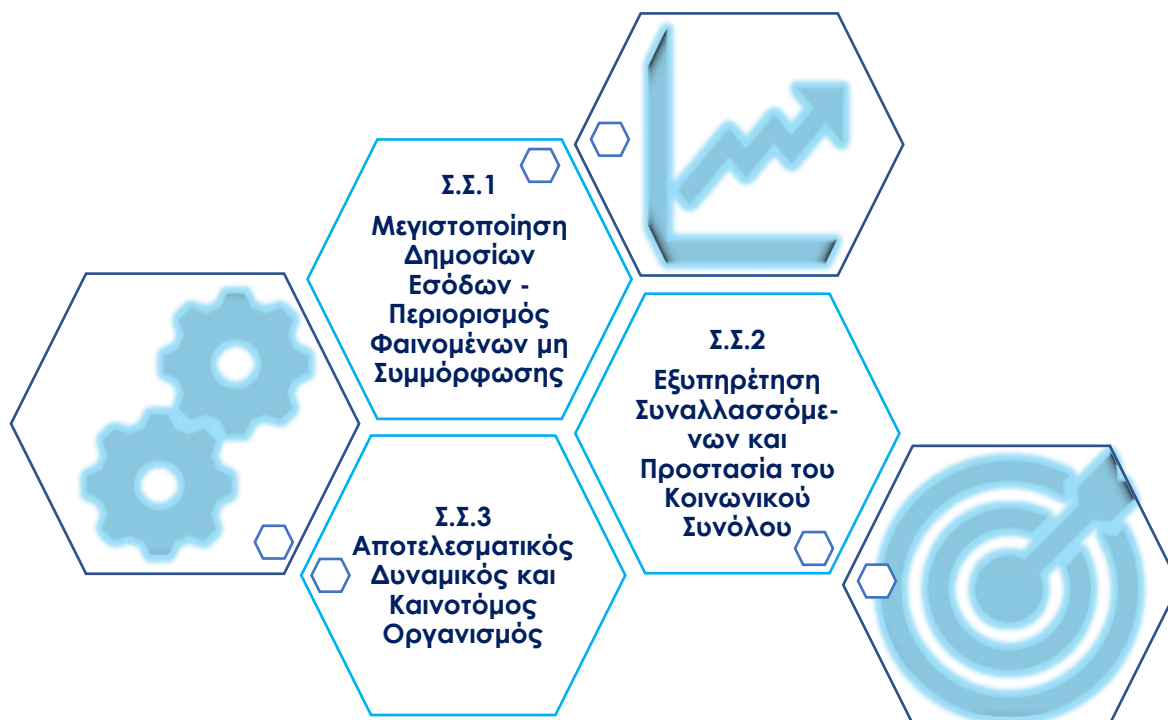 Σ.Σ.1
Μεγιστοποίηση
Δημοσίων
Εσόδων -
Περιορισμός
Φαινομένων μη
Συμμόρφωσης
Σ.Σ.2
Εξυπηρέτηση
Συναλλασσόμε-
νων και
Προστασία του
Κοινωνικού
Συνόλου
Σ.Σ.3
Αποτελεσματικός
Δυναμικός και
Καινοτόμος
Οργανισμός